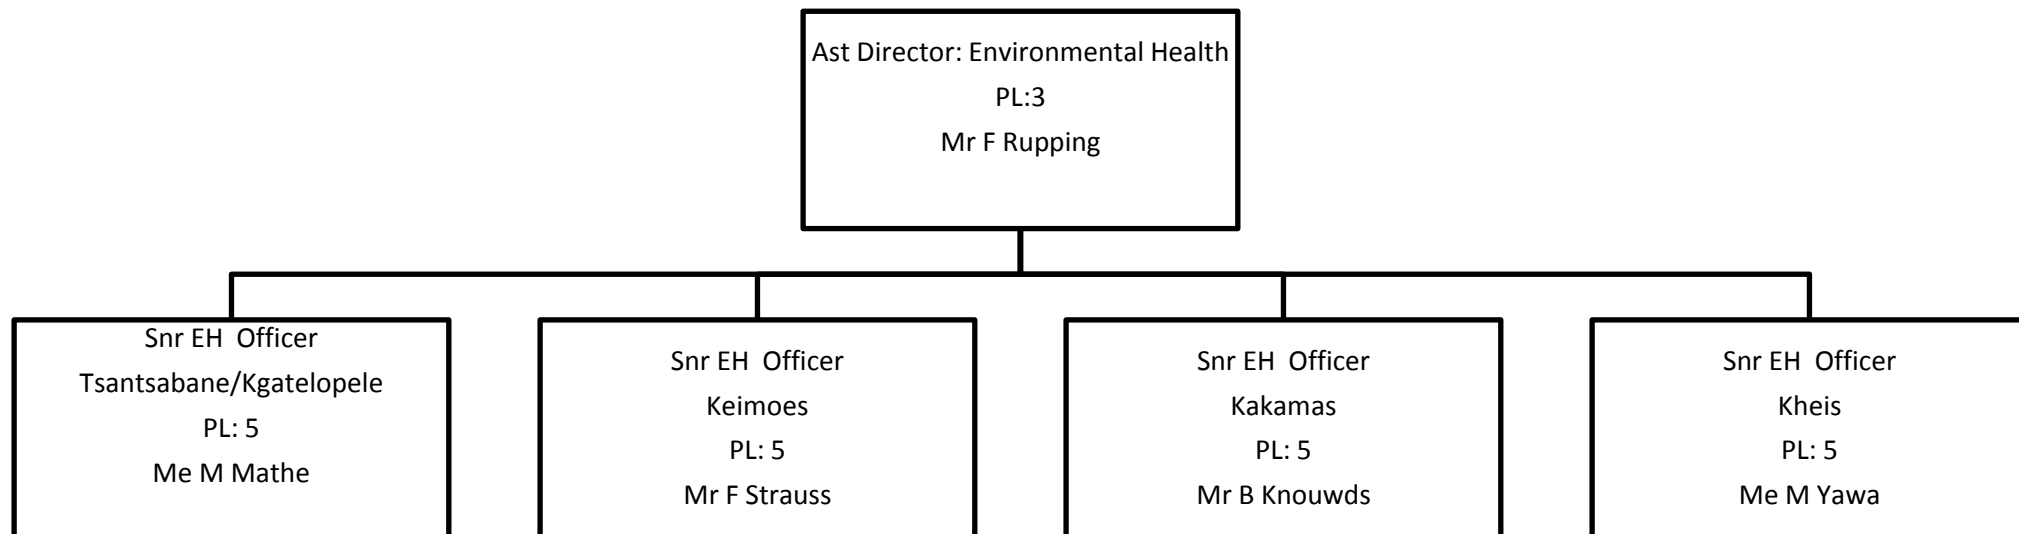 Ast Director: Environmental Health
PL:3
Mr F Rupping
Snr EH  Officer
Tsantsabane/Kgatelopele
PL: 5
Me M Mathe
Snr EH  Officer
Keimoes
PL: 5
Mr F Strauss
Snr EH  Officer
Kakamas
PL: 5
Mr B Knouwds
Snr EH  Officer
Kheis
PL: 5
Me M Yawa